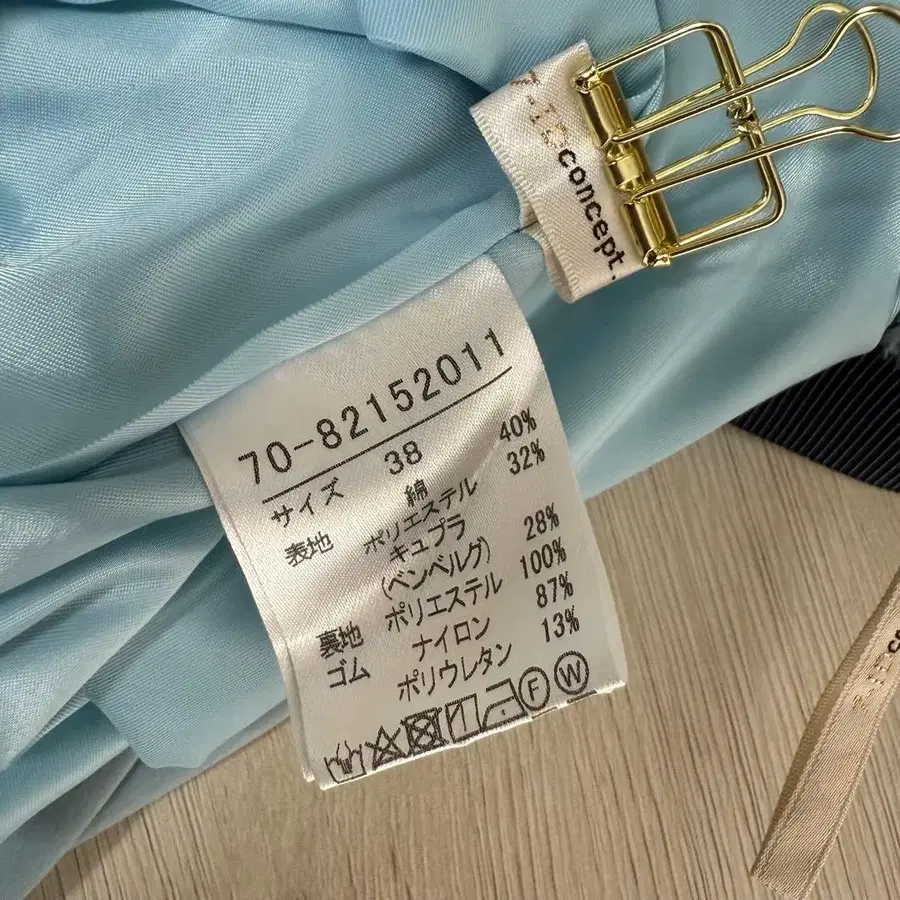 7-IDconcept.
70-82152011
サイズ 38
表地 綿 40%
ポリエステル 32%
キュプラ
(ベンベルグ) 28%
裏地 ポリエステル 100%
ゴム ナイロン 87%
ポリウレタン 13%
F W